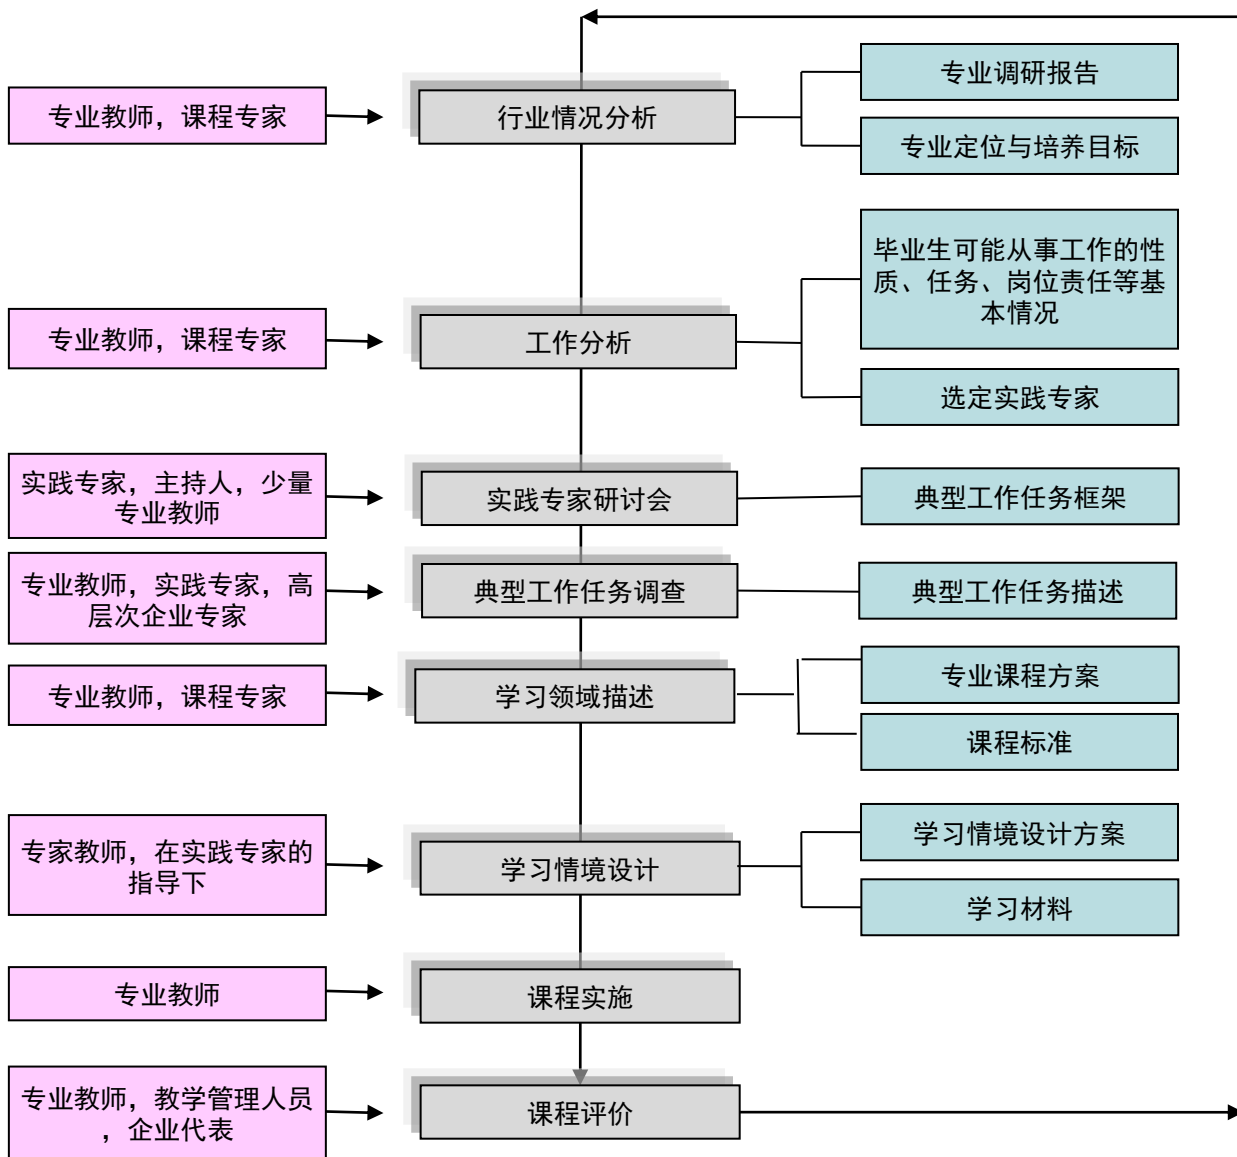 专业调研报告
专业教师，课程专家
行业情况分析
专业定位与培养目标
毕业生可能从事工作的性
质、任务、岗位责任等基
本情况
专业教师，课程专家
工作分析
选定实践专家
实践专家，主持人，少量
专业教师
实践专家研讨会
典型工作任务框架
专业教师，实践专家，高
层次企业专家
典型工作任务调查
典型工作任务描述
专业教师，课程专家
学习领域描述
专业课程方案
课程标准
专家教师，在实践专家的
指导下
学习情境设计
学习情境设计方案
学习材料
专业教师
课程实施
专业教师，教学管理人员
，企业代表
课程评价